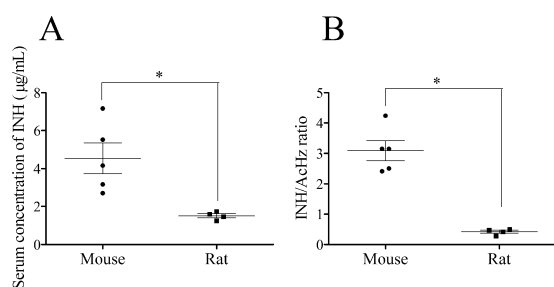 A
B
Serum concentration of INH ( μg/mL)
8
6
4
2
0
*
Mouse
Rat
INH/AcHz ratio
5
4
3
2
1
0
*
Mouse
Rat